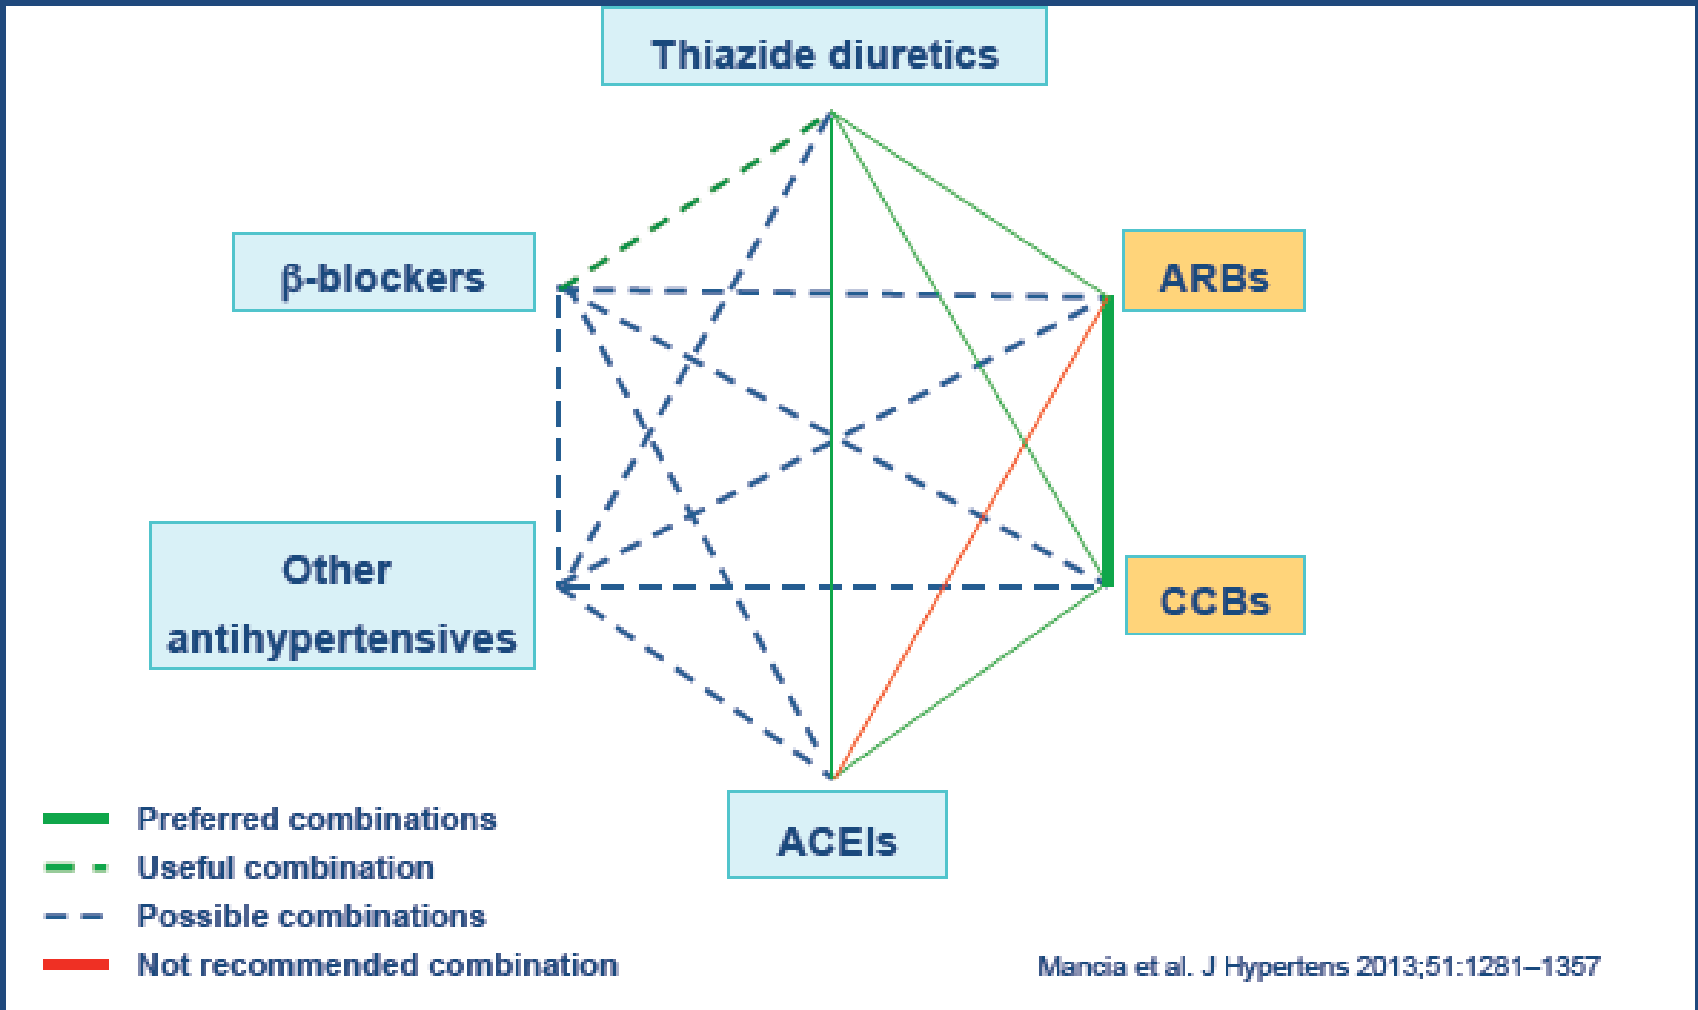 Thiazide diuretics
β-blockers
ARBs
Other
antihypertensives
CCBs
ACEIs
Preferred combinations
Useful combination
Possible combinations
Not recommended combination
Mancia et al. J Hypertens 2013;51:1281–1357